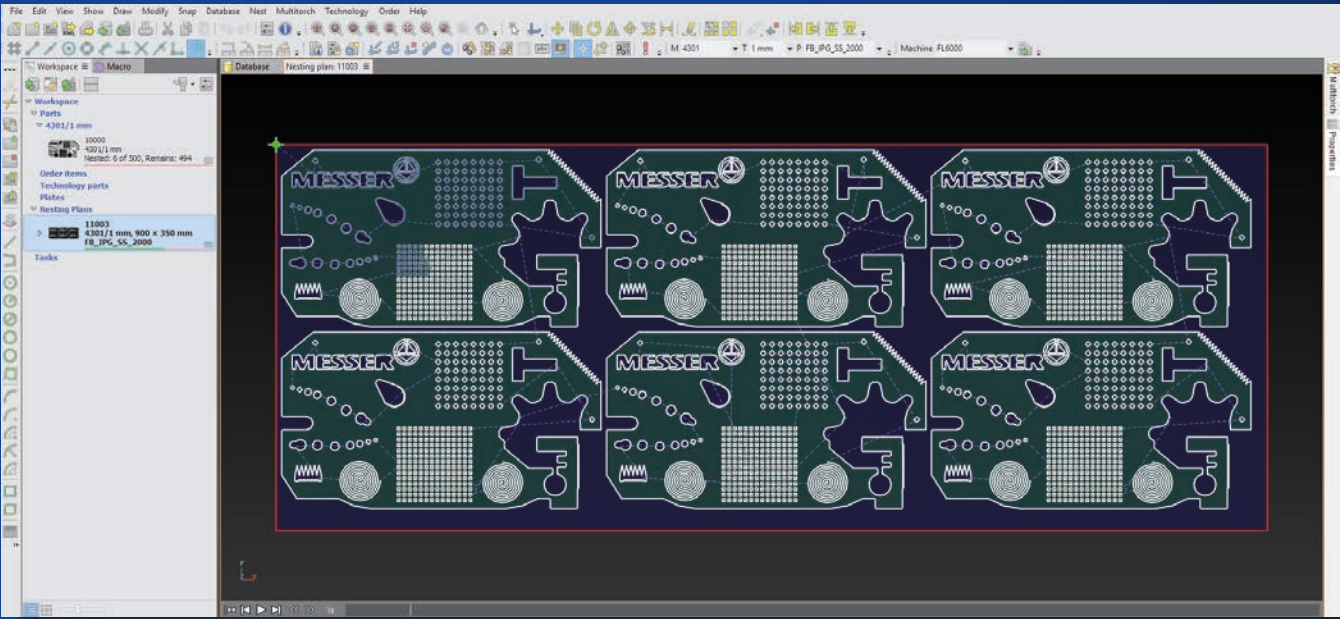 File Edit View Show Draw Modify Snap Database Nest Multitorch Technology Order Help
M 4301 T 1 mm P FB_IPG_SS_2000 Machine FL6000
Workspace Macro
Database Nesting plan: 11003
Workspace
Parts
4301/1 mm
10000
4301/1 mm
Nested: 6 of 500, Remains: 494
Order items
Technology parts
Plates
Nesting Plans
11003
4301/1 mm, 900 x 350 mm
FB_IPG_SS_2000
Tasks
MESSER MESSER MESSER
MESSER MESSER MESSER
Multitorch
Properties